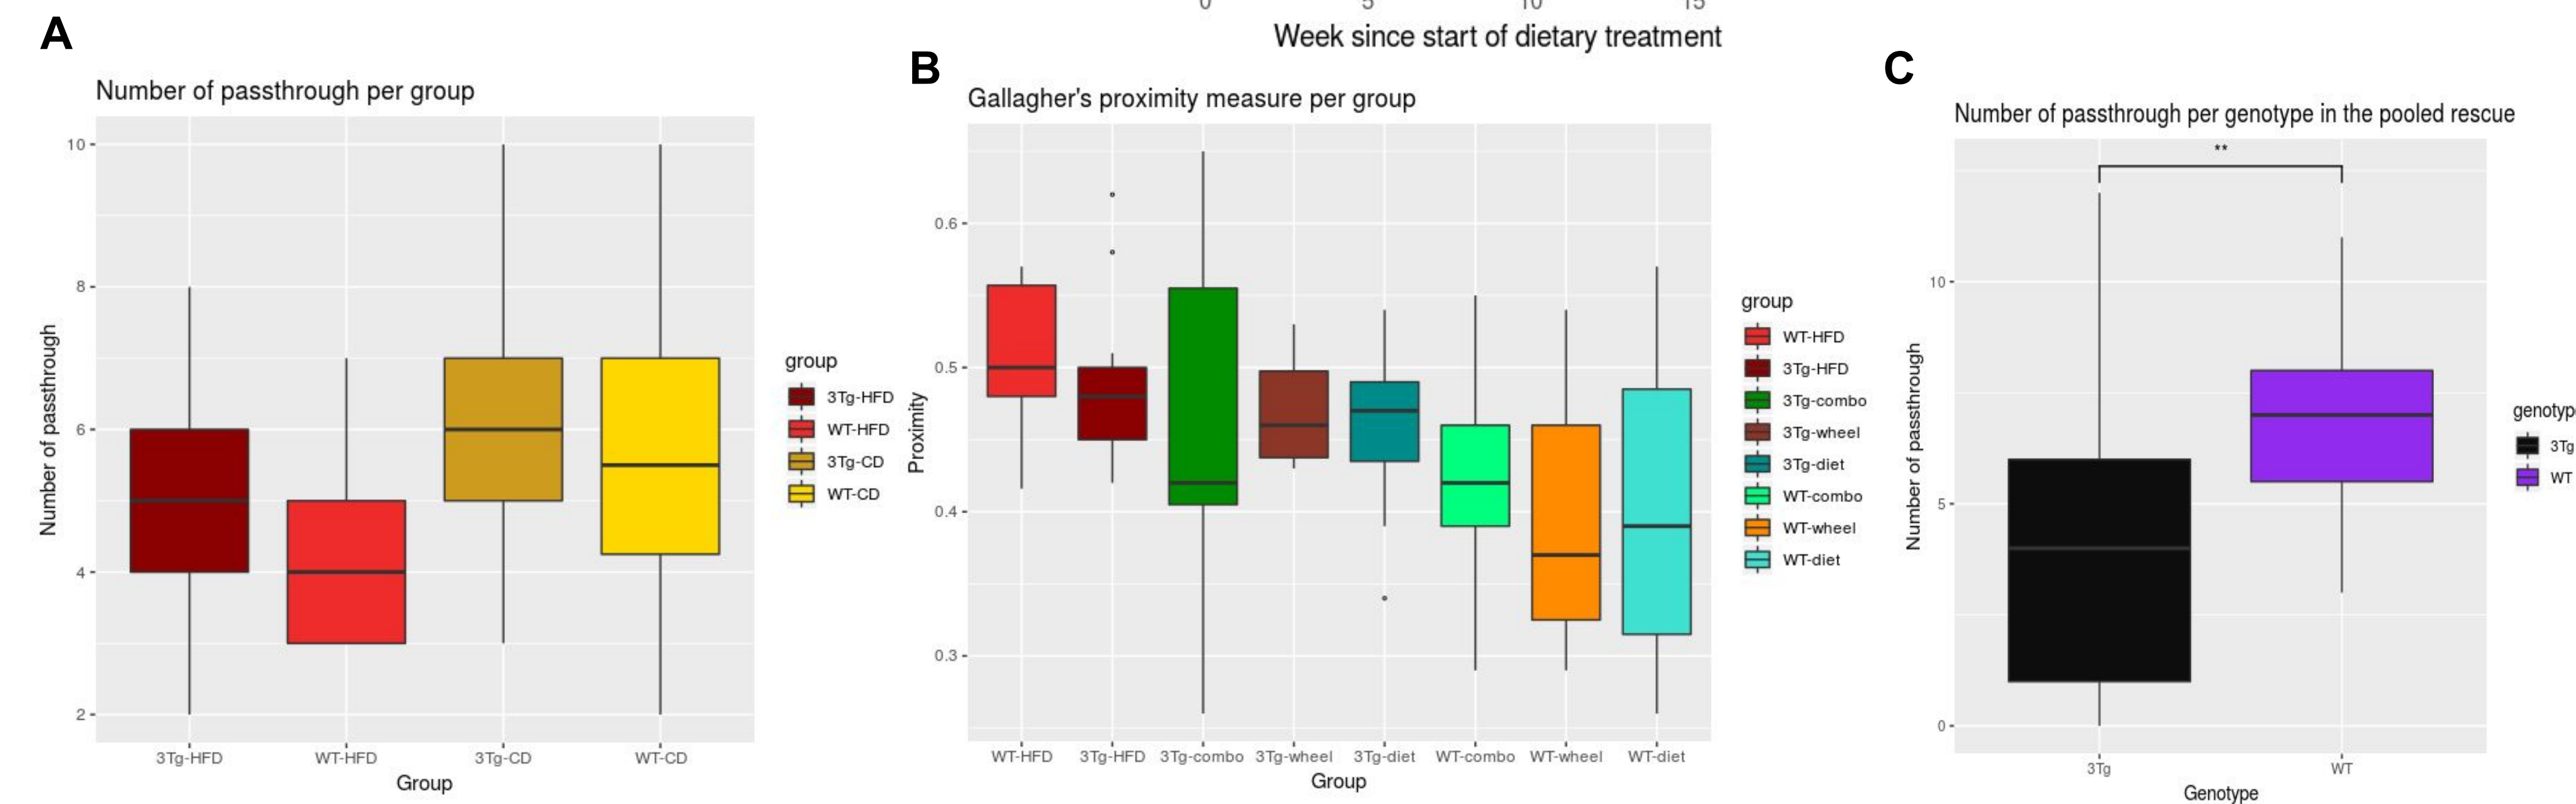 0 5 10 15
Week since start of dietary treatment
A
Number of passthrough per group
10
8
6
4
2
Number of passthrough
3Tg-HFD WT-HFD 3Tg-CD WT-CD
Group
group
3Tg-HFD
WT-HFD
3Tg-CD
WT-CD
B
Gallagher's proximity measure per group
0.6
0.5
0.4
0.3
Proximity
WT-HFD 3Tg-HFD 3Tg-combo 3Tg-wheel 3Tg-diet WT-combo WT-wheel WT-diet
Group
group
WT-HFD
3Tg-HFD
3Tg-combo
3Tg-wheel
3Tg-diet
WT-combo
WT-wheel
WT-diet
C
Number of passthrough per genotype in the pooled rescue
**
10
5
0
Number of passthrough
3Tg WT
Genotype
genotype
3Tg
WT